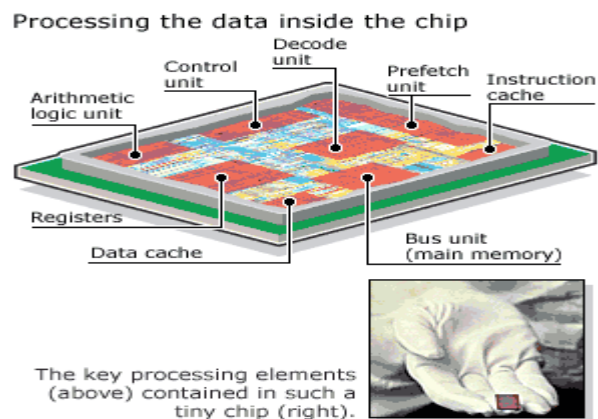 Processing the data inside the chip
Decode
unit
Control
unit
Prefetch
unit
Instruction
cache
Arithmetic
logic unit
Registers
Data cache
Bus unit
(main memory)
The key processing elements
(above) contained in such a
tiny chip (right).